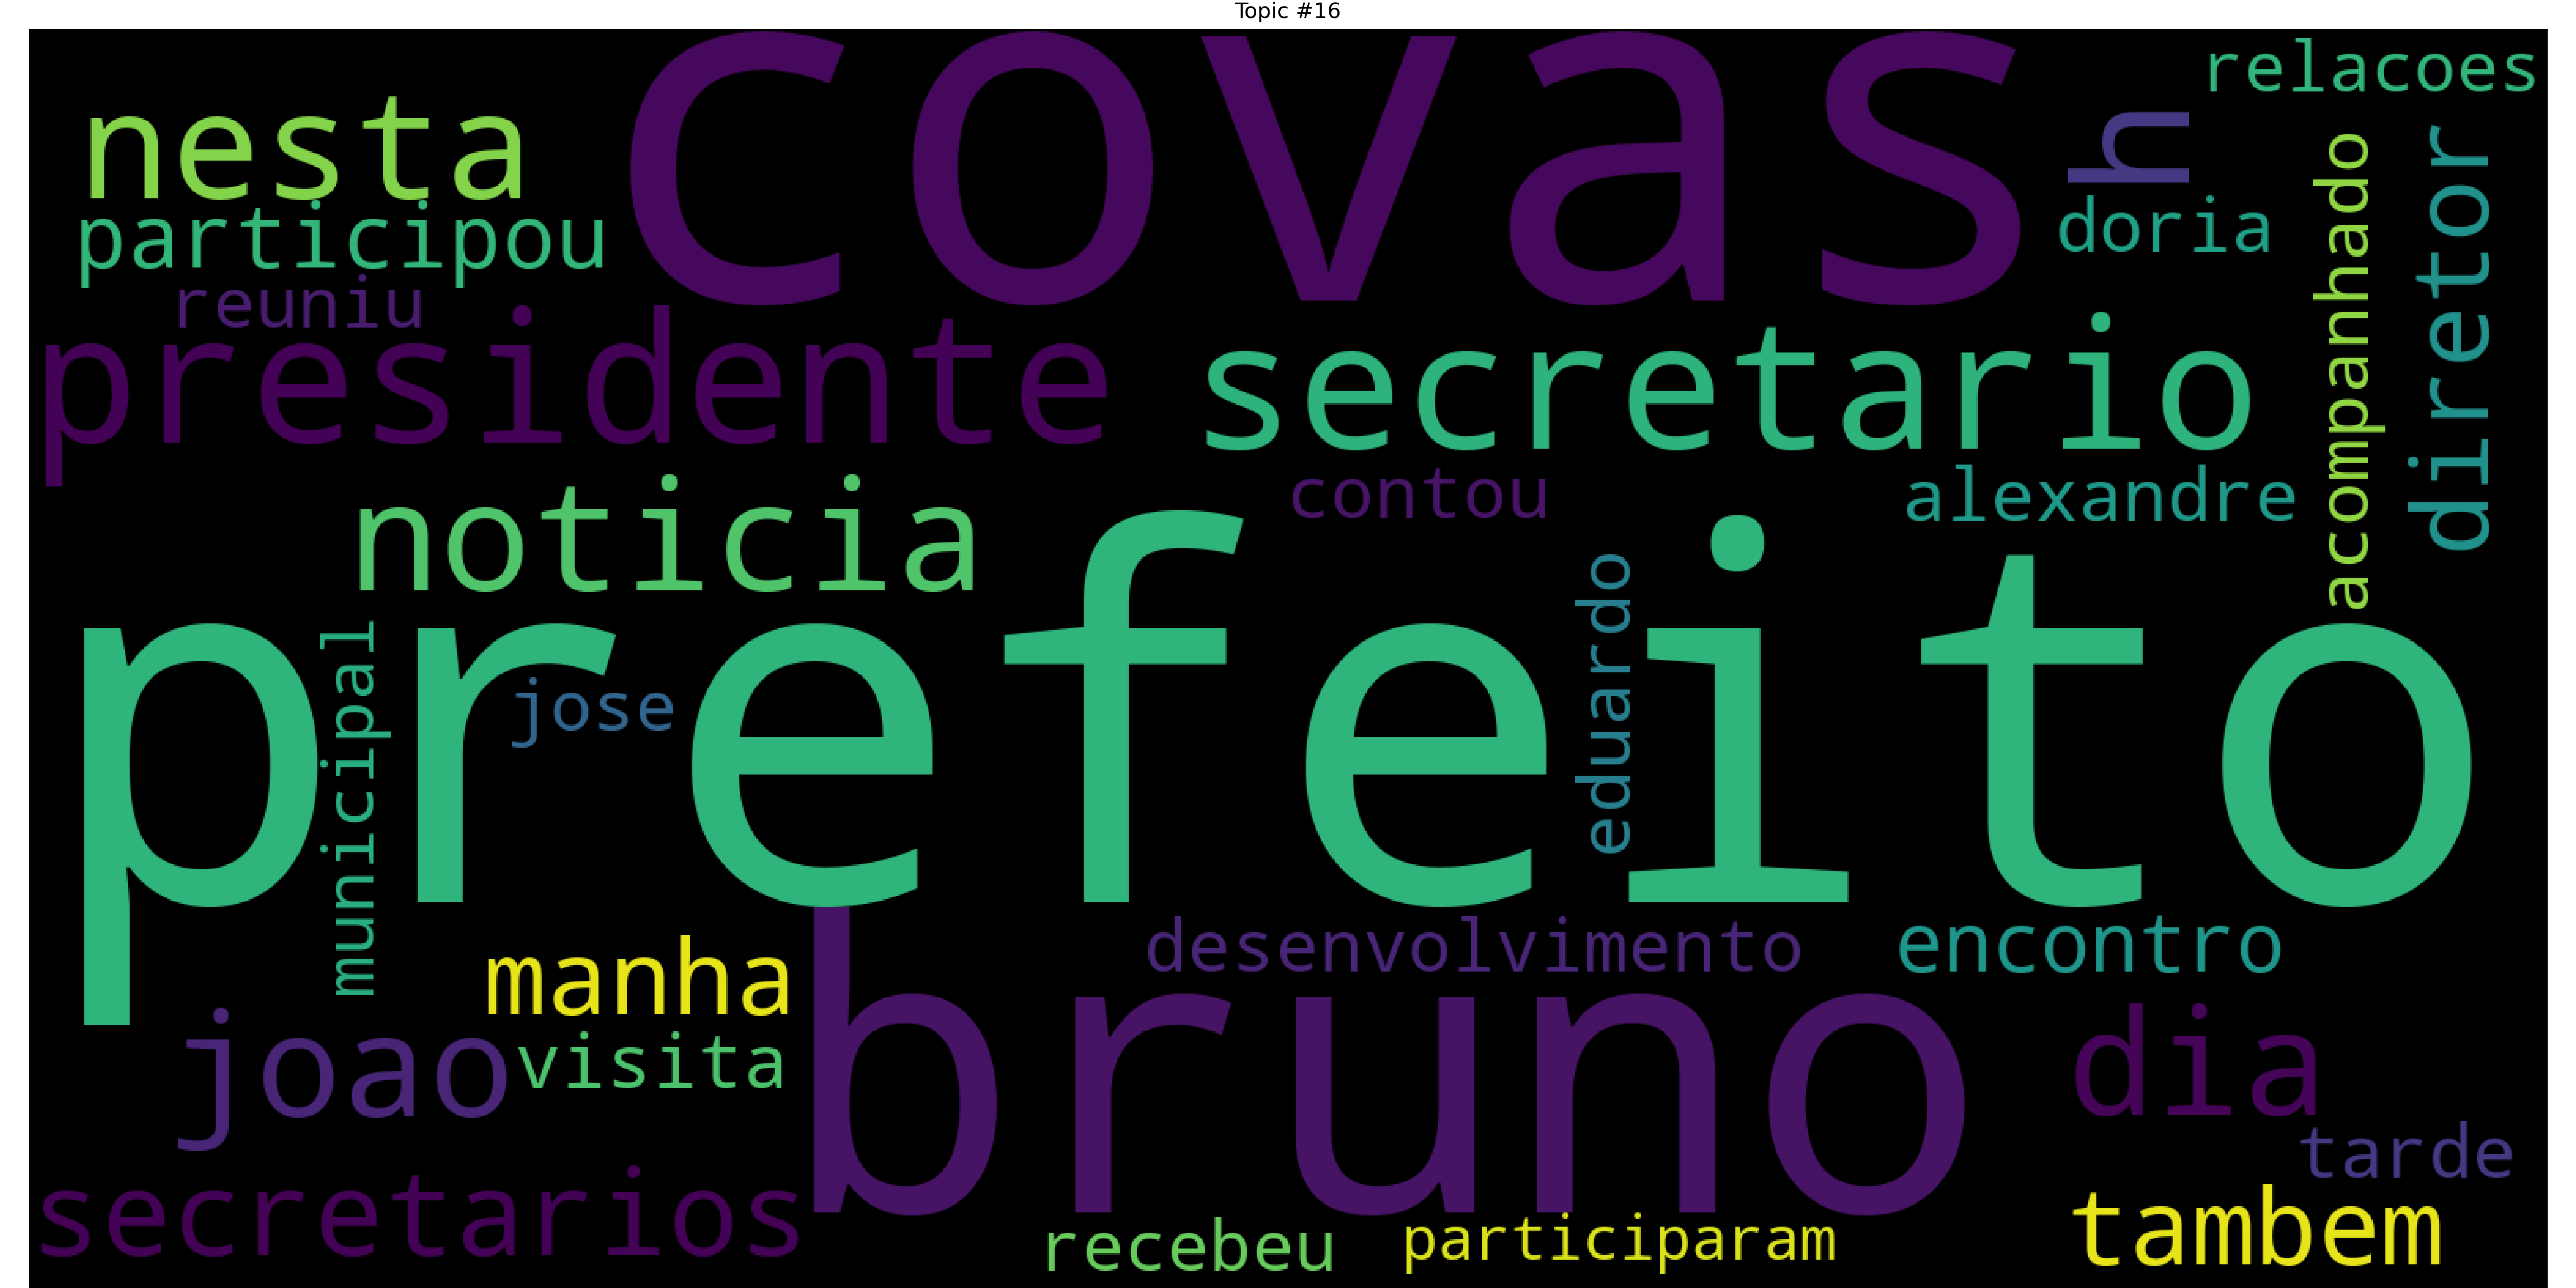 Topic #16
covas
relacoes
nesta
h
participou
doria
acompanhado
diretor
reuniu
presidente
secretario
contou
alexandre
noticia
prefeito
eduardo
municipal
jose
desenvolvimento
encontro
manha
bruno
joao
visita
dia
tarde
secretarios
recebeu
participaram
tambem